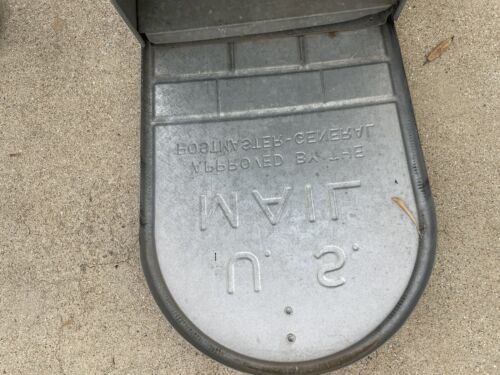 U. S.
MAIL
APPROVED BY THE
POSTMASTER-GENERAL